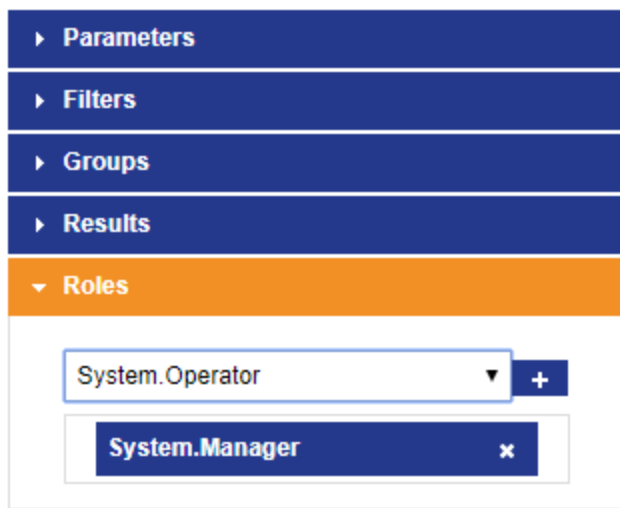 Parameters
Filters
Groups
Results
Roles
System.Operator
+
System.Manager
×